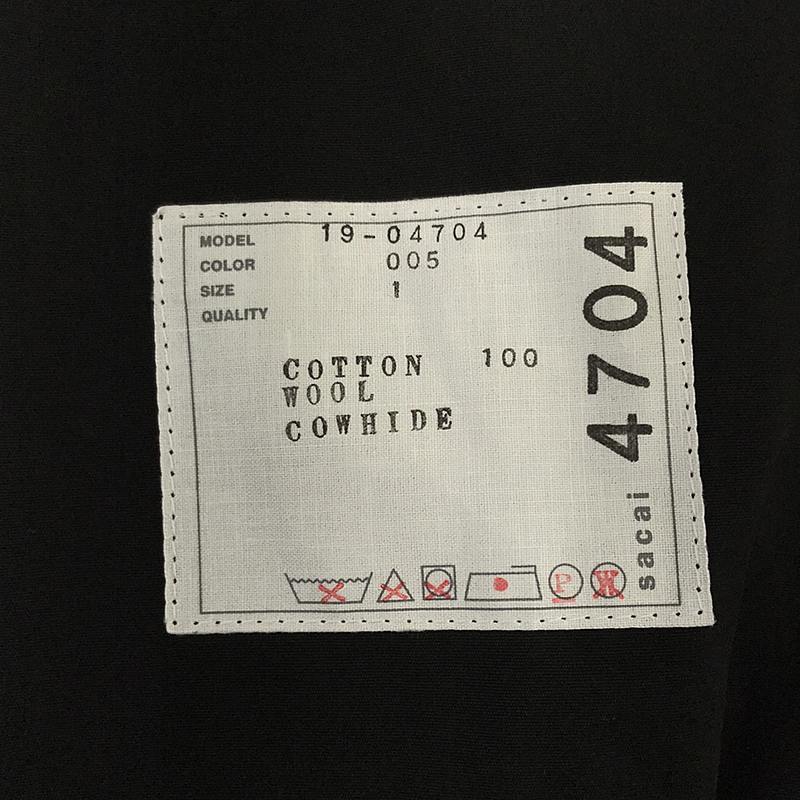 MODEL 19-04704
COLOR 005
SIZE 1
QUALITY
COTTON 100
WOOL
COWHIDE
P W
sacai 4704